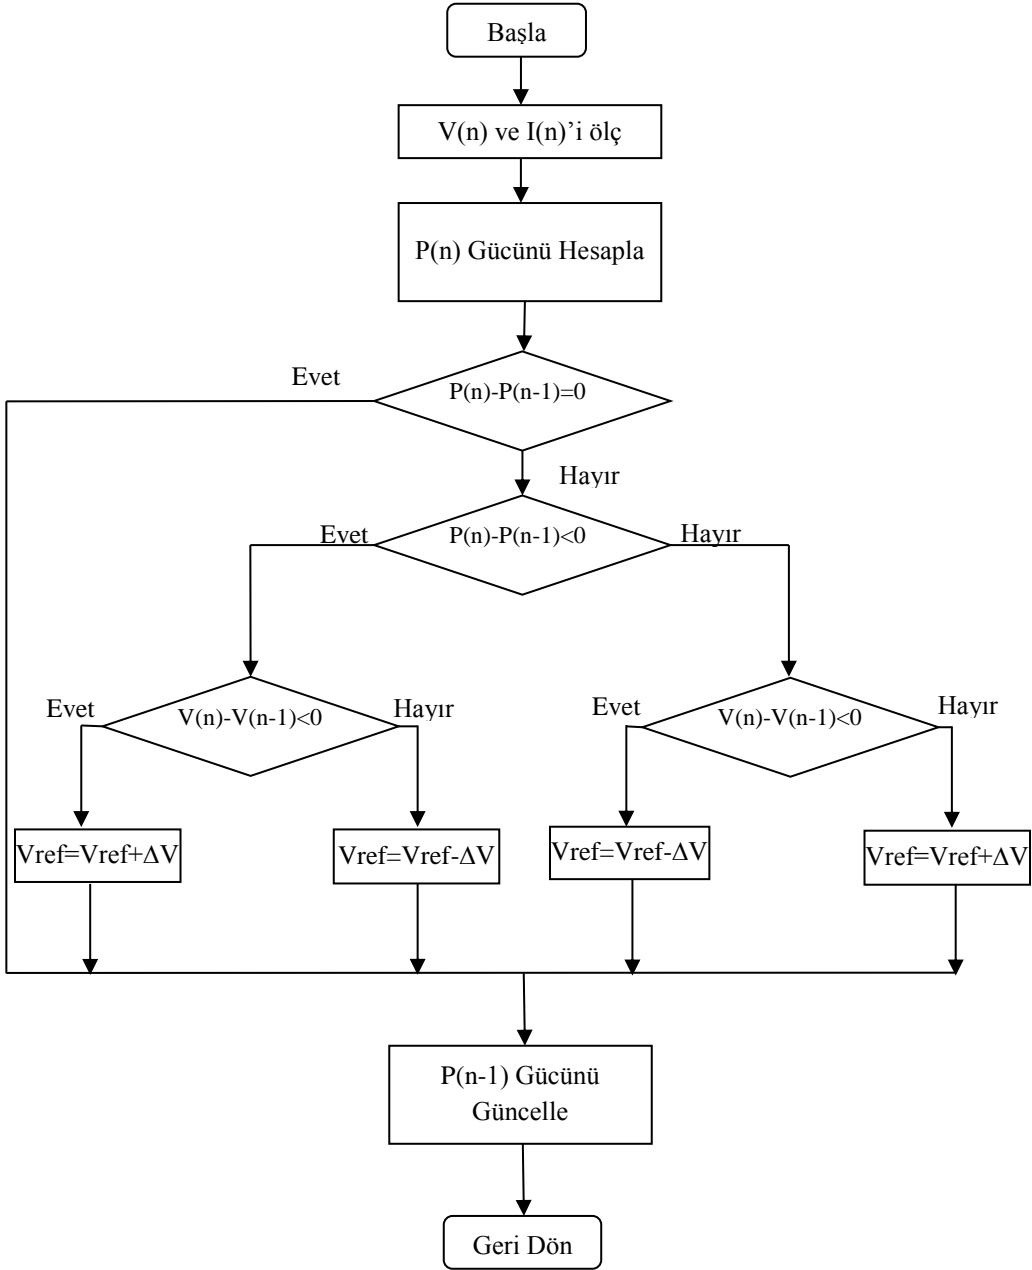 Başla
V(n) ve I(n)’i ölç
P(n) Gücünü Hesapla
Evet
P(n)-P(n-1)=0
Hayır
Evet
P(n)-P(n-1)<0
Hayır
Evet
V(n)-V(n-1)<0
Hayır
Evet
V(n)-V(n-1)<0
Hayır
Vref=Vref+ΔV
Vref=Vref-ΔV
Vref=Vref-ΔV
Vref=Vref+ΔV
P(n-1) Gücünü
Güncelle
Geri Dön